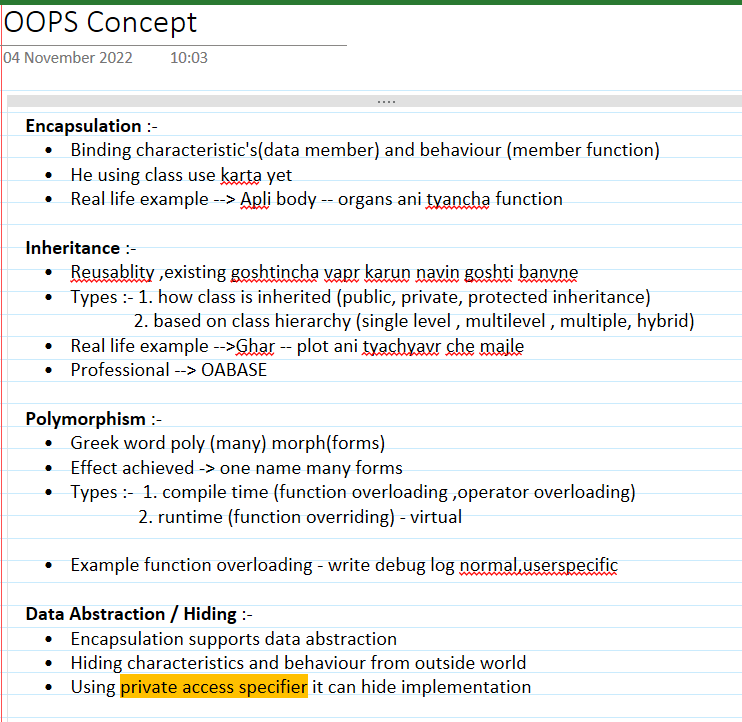 OOPS Concept
04 November 2022 10:03
Encapsulation :-
• Binding characteristic's(data member) and behaviour (member function)
• He using class use karta yet
• Real life example --> Apli body -- organs ani tyancha function
Inheritance :-
• Reusablity ,existing goshtincha vapr karun navin goshti banvne
• Types :- 1. how class is inherited (public, private, protected inheritance)
2. based on class hierarchy (single level , multilevel , multiple, hybrid)
• Real life example -->Ghar -- plot ani tyachyavr che majle
• Professional --> OABASE
Polymorphism :-
• Greek word poly (many) morph(forms)
• Effect achieved -> one name many forms
• Types :- 1. compile time (function overloading ,operator overloading)
2. runtime (function overriding) - virtual
• Example function overloading - write debug log normal,userspecific
Data Abstraction / Hiding :-
• Encapsulation supports data abstraction
• Hiding characteristics and behaviour from outside world
• Using private access specifier it can hide implementation